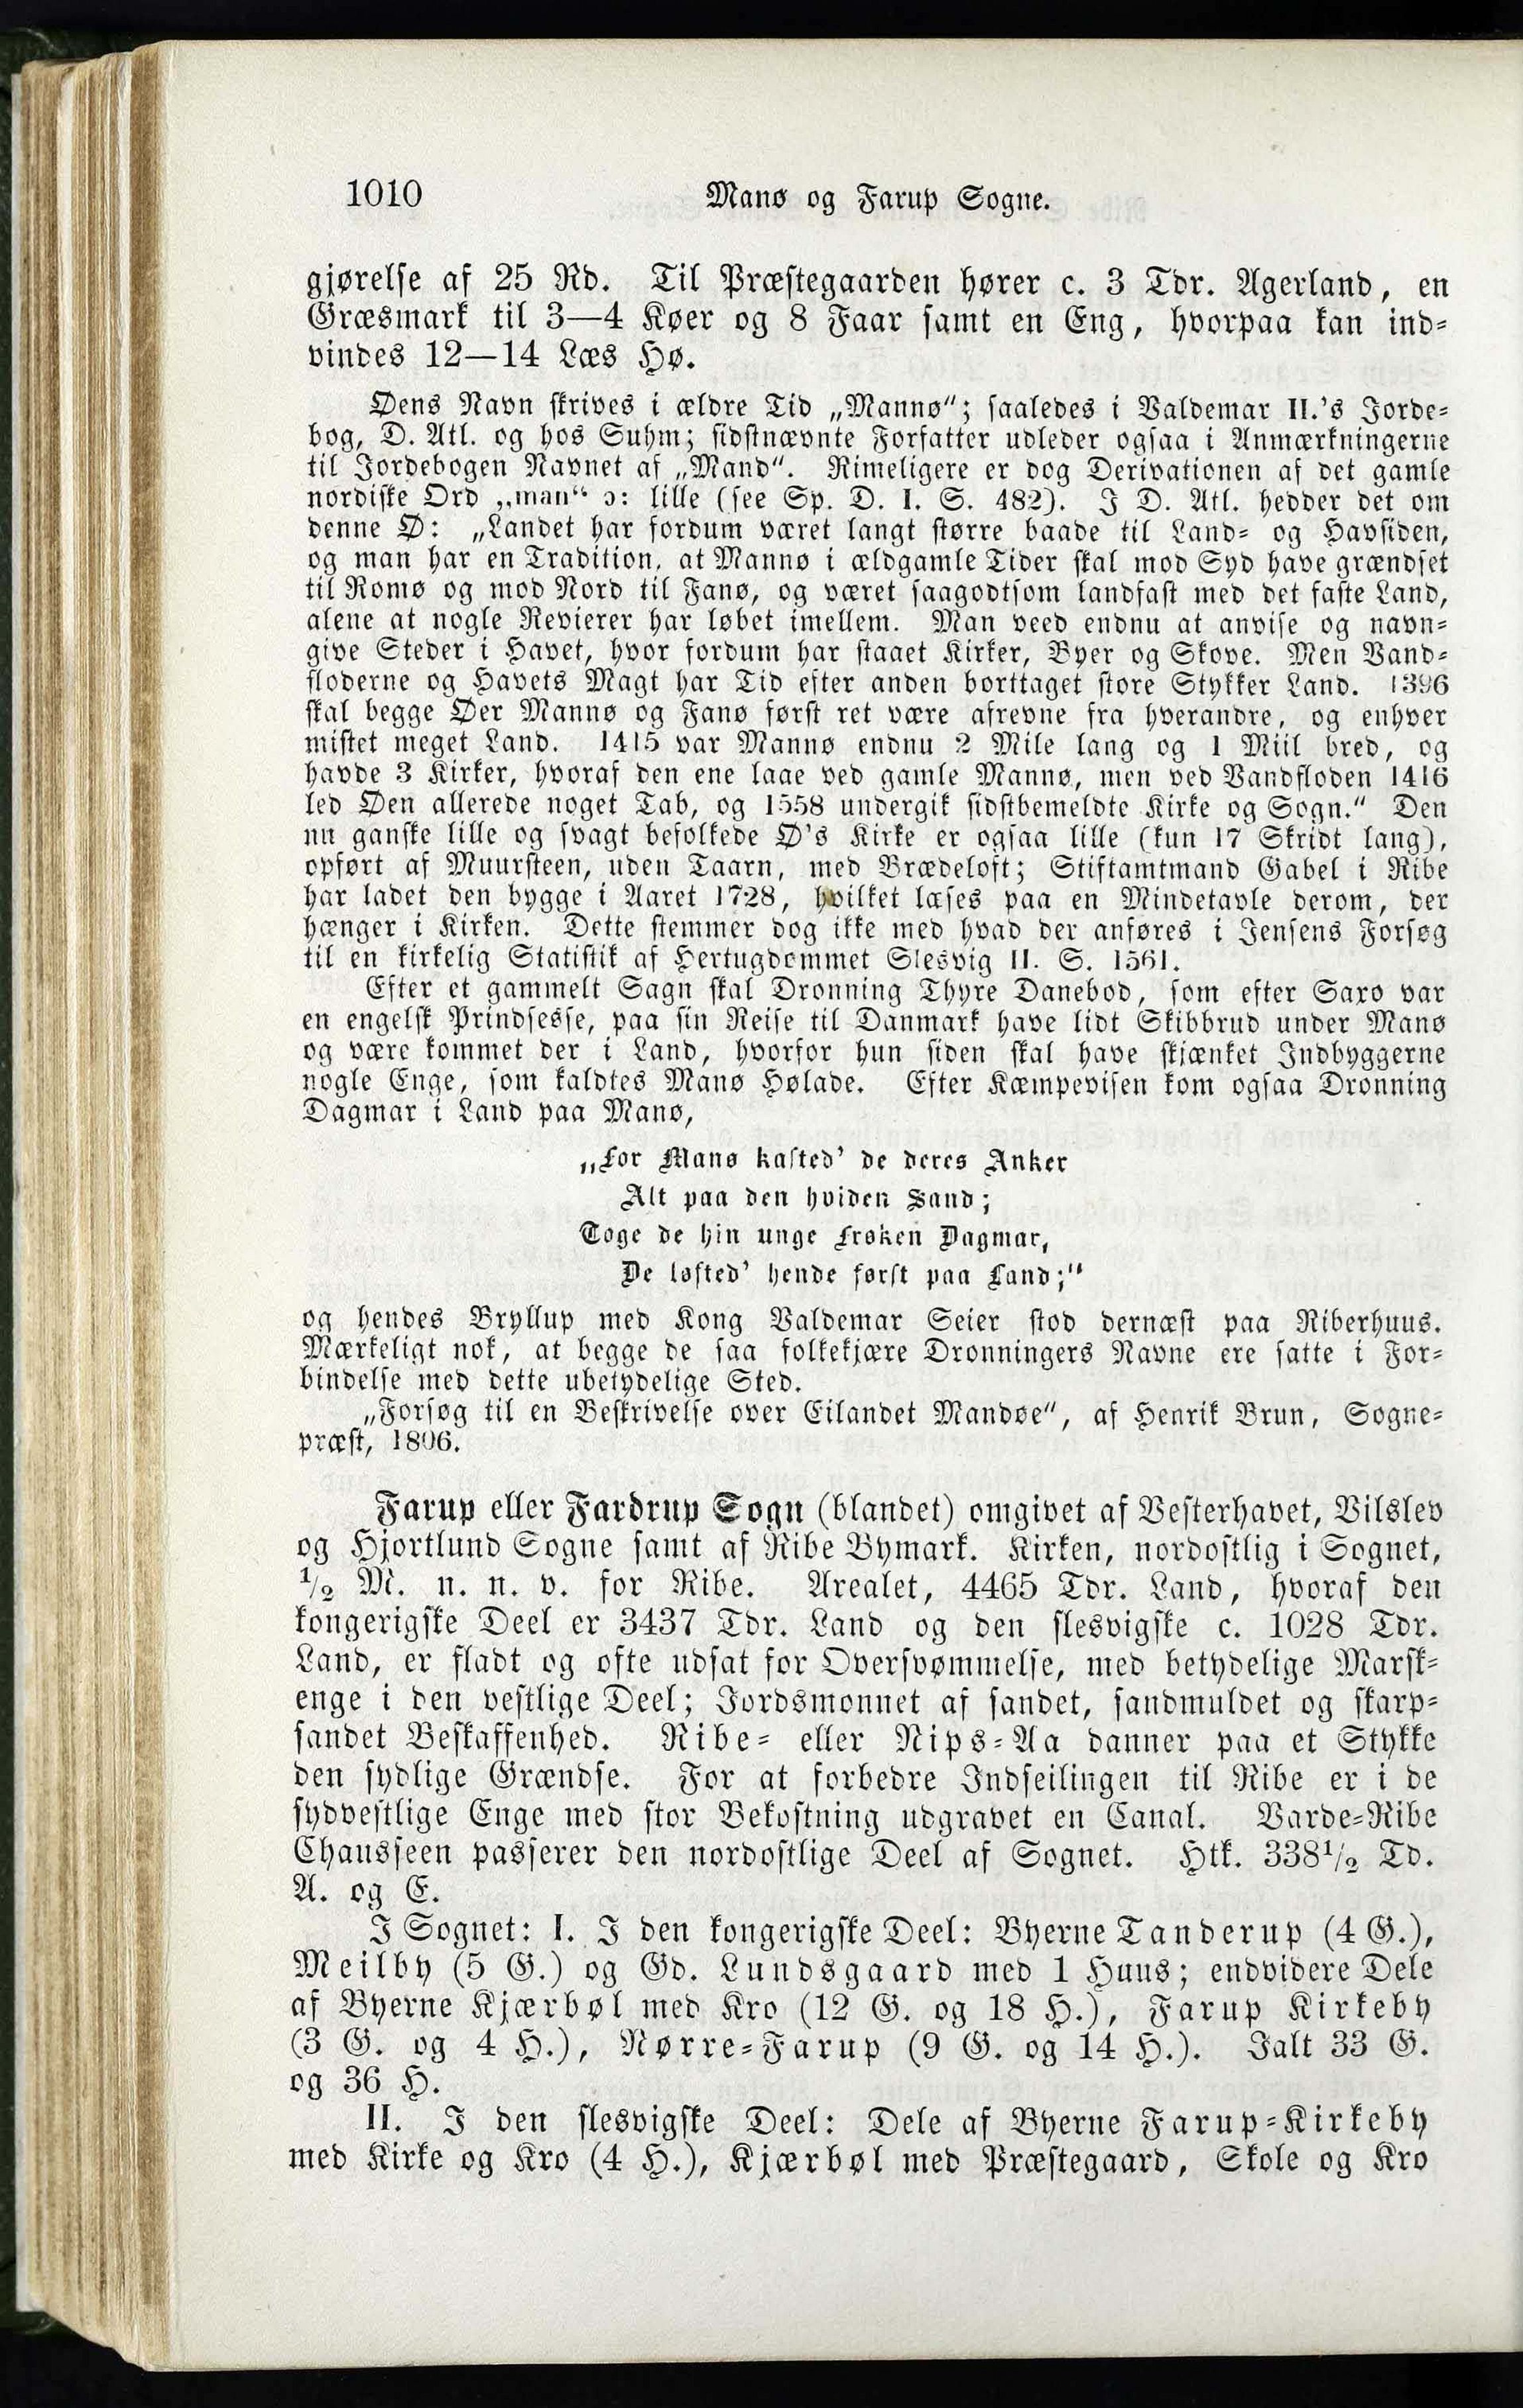 1010 Manø og Farup Sogne.
gjørelse af 25 Rd. Til Præstegaarden hører c. 3 Tdr. Agerland, en
Græsmark til 3—4 Køer og 8 Faar samt en Eng, hvorpaa kan ind-
vindes 12—14 Læs Hø.
Øens Navn skrives i ældre Tid „Mannø“; saaledes i Valdemar II.'s Jorde-
bog, D. Atl. og hos Suhm; sidstnævnte Forfatter udleder ogsaa i Anmærkningerne
til Jordebogen Navnet af „Mand“. Rimeligere er dog Derivationen af det gamle
nordiske Ord „man“ ɔ: lille (see Sp. D. I. S. 482). I D. Atl. hedder det om
denne Ø: „Landet har fordum været langt større baade til Land- og Havsiden,
og man har en Tradition, at Mannø i ældgamle Tider skal mod Syd have grændset
til Romø og mod Nord til Fanø, og været saagodtsom landfast med det faste Land,
alene at nogle Revierer har løbet imellem. Man veed endnu at anvise og navn-
give Steder i Havet, hvor fordum har staaet Kirker, Byer og Skove. Men Vand-
floderne og Havets Magt har Tid efter anden borttaget store Stykker Land. 1396
skal begge Øer Mannø og Fanø først ret være afrevne fra hverandre, og enhver
mistet meget Land. 1415 var Mannø endnu 2 Mile lang og 1 Miil bred, og
havde 3 Kirker, hvoraf den ene laae ved gamle Mannø, men ved Vandfloden 1416
led Øen allerede noget Tab, og 1558 undergik sidstbemeldte Kirke og Sogn.“ Den
nu ganske lille og svagt befolkede Ø's Kirke er ogsaa lille (kun 17 Skridt lang),
opført af Muursteen, uden Taarn, med Brædeloft; Stiftamtmand Gabel i Ribe
har ladet den bygge i Aaret 1728, hvilket læses paa en Mindetavle derom, der
hænger i Kirken. Dette stemmer dog ikke med hvad der anføres i Jensens Forsøg
til en kirkelig Statistik af Hertugdømmet Slesvig II. S. 1561.
Efter et gammelt Sagn skal Dronning Thyre Danebod, som efter Saxo var
en engelsk Prindsesse, paa sin Reise til Danmark have lidt Skibbrud under Manø
og være kommet der i Land, hvorfor hun siden skal have skjænket Indbyggerne
nogle Enge, som kaldtes Manø Hølade. Efter Kæmpevisen kom ogsaa Dronning
Dagmar i Land paa Manø,
„For Manø kasted' de deres Anker
Alt paa den hviden Sand;
Toge de hin unge Frøken Dagmar,
De løfted' hende først paa Land;“
og hendes Bryllup med Kong Valdemar Seier stod dernæst paa Riberhuus.
Mærkeligt nok, at begge de saa folkekjære Dronningers Navne ere satte i For-
bindelse med dette ubetydelige Sted.
„Forsøg til en Beskrivelse over Eilandet Mandøe“, af Henrik Brun, Sogne-
præst, 1806.
Farup eller Fardrup Sogn (blandet) omgivet af Vesterhavet, Vilslev
og Hjortlund Sogne samt af Ribe Bymark. Kirken, nordostlig i Sognet,
1/2 M. n. n. v. for Ribe. Arealet, 4465 Tdr. Land, hvoraf den
kongerigske Deel er 3437 Tdr. Land og den slesvigske c. 1028 Tdr.
Land, er fladt og ofte udsat for Oversvømmelse, med betydelige Marsk-
enge i den vestlige Deel; Jordsmonnet af sandet, sandmuldet og skarp-
sandet Beskaffenhed. Ribe- eller Nips-Aa danner paa et Stykke
den sydlige Grændse. For at forbedre Indseilingen til Ribe er i de
sydvestlige Enge med stor Bekostning udgravet en Canal. Varde-Ribe
Chausseen passerer den nordostlige Deel af Sognet. Htk. 338 1/2 Td.
A. og E.
I Sognet: I. I den kongerigske Deel: Byerne Tanderup (4 G.),
Meilby (5 G.) og Gd. Lundsgaard med 1 Huus; endvidere Dele
af Byerne Kjærbøl med Kro (12 G. og 18 H.), Farup Kirkeby
(3 G. og 4 H.), Nørre-Farup (9 G. og 14 H.). Ialt 33 G.
og 36 H.
II. I den slesvigske Deel: Dele af Byerne Farup-Kirkeby
med Kirke og Kro (4 H.), Kjærbøl med Præstegaard, Skole og Kro